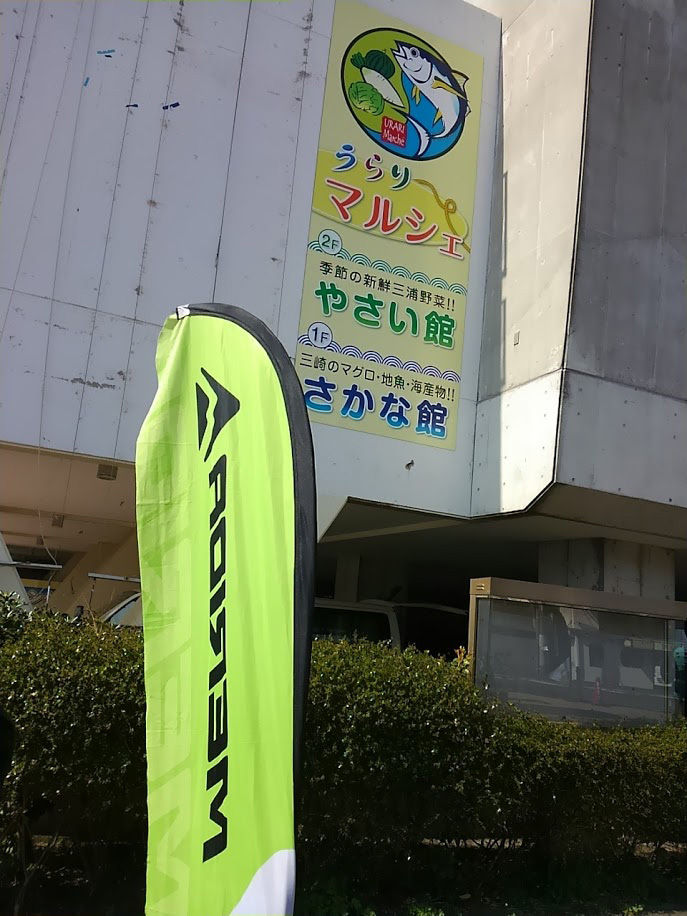 URARI
Marche
うらり
マルシェ
2F
季節の新鮮三浦野菜!!
やさい館
1F
三崎のマグロ・地魚・海産物!!
さかな館
MERIDA